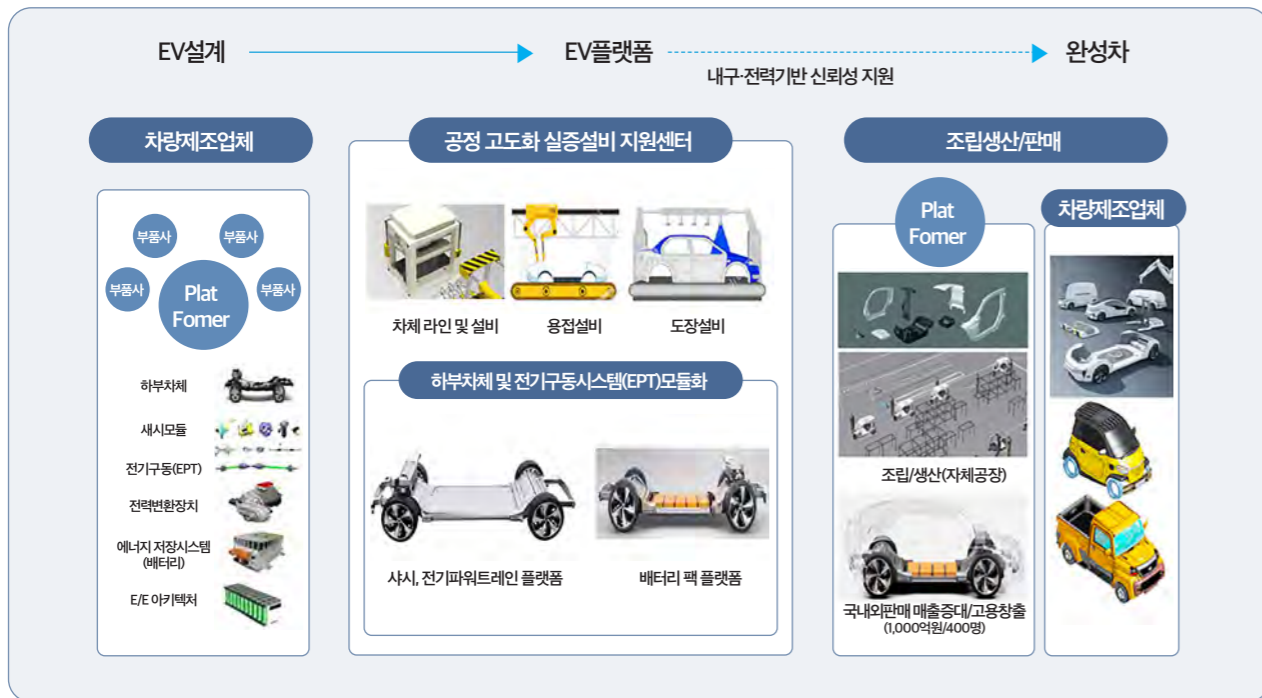 EV설계
EV플랫폼
완성차
내구·전력기반 신뢰성 지원
차량제조업체
부품사
부품사
부품사
부품사
Plat
Fomer
하부차체
새시모듈
전기구동(EPT)
전력변환장치
에너지 저장시스템
(배터리)
E/E 아키텍처
공정 고도화 실증설비 지원센터
차체 라인 및 설비
용접설비
도장설비
하부차체 및 전기구동시스템(EPT)모듈화
샤시, 전기파워트레인 플랫폼
배터리 팩 플랫폼
조립생산/판매
Plat
Fomer
조립/생산(자체공장)
국내외판매 매출증대/고용창출
(1,000억원/400명)
차량제조업체